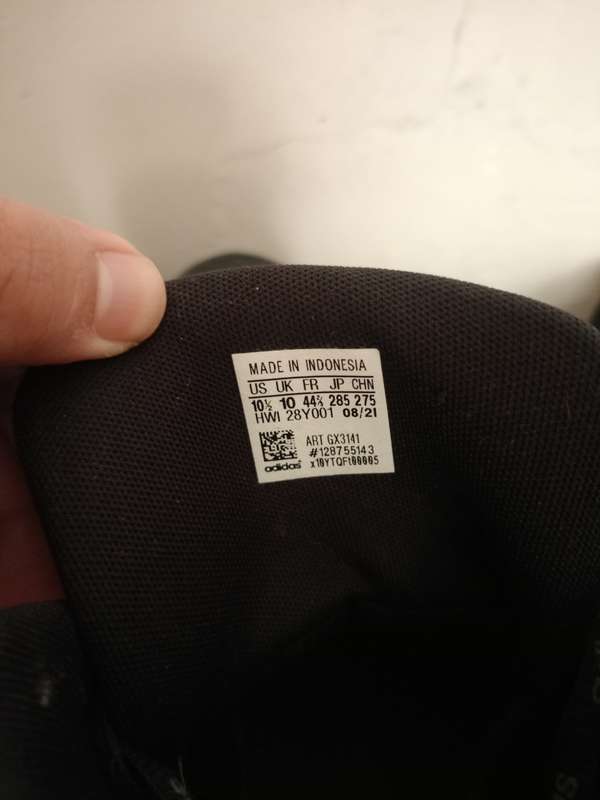 MADE IN INDONESIA
US UK FR JP CHN
10½ 10 44⅔ 285 275
HWI 28Y001 08/21
ART GX3141
#128755143
adidas x10YTQFt00005